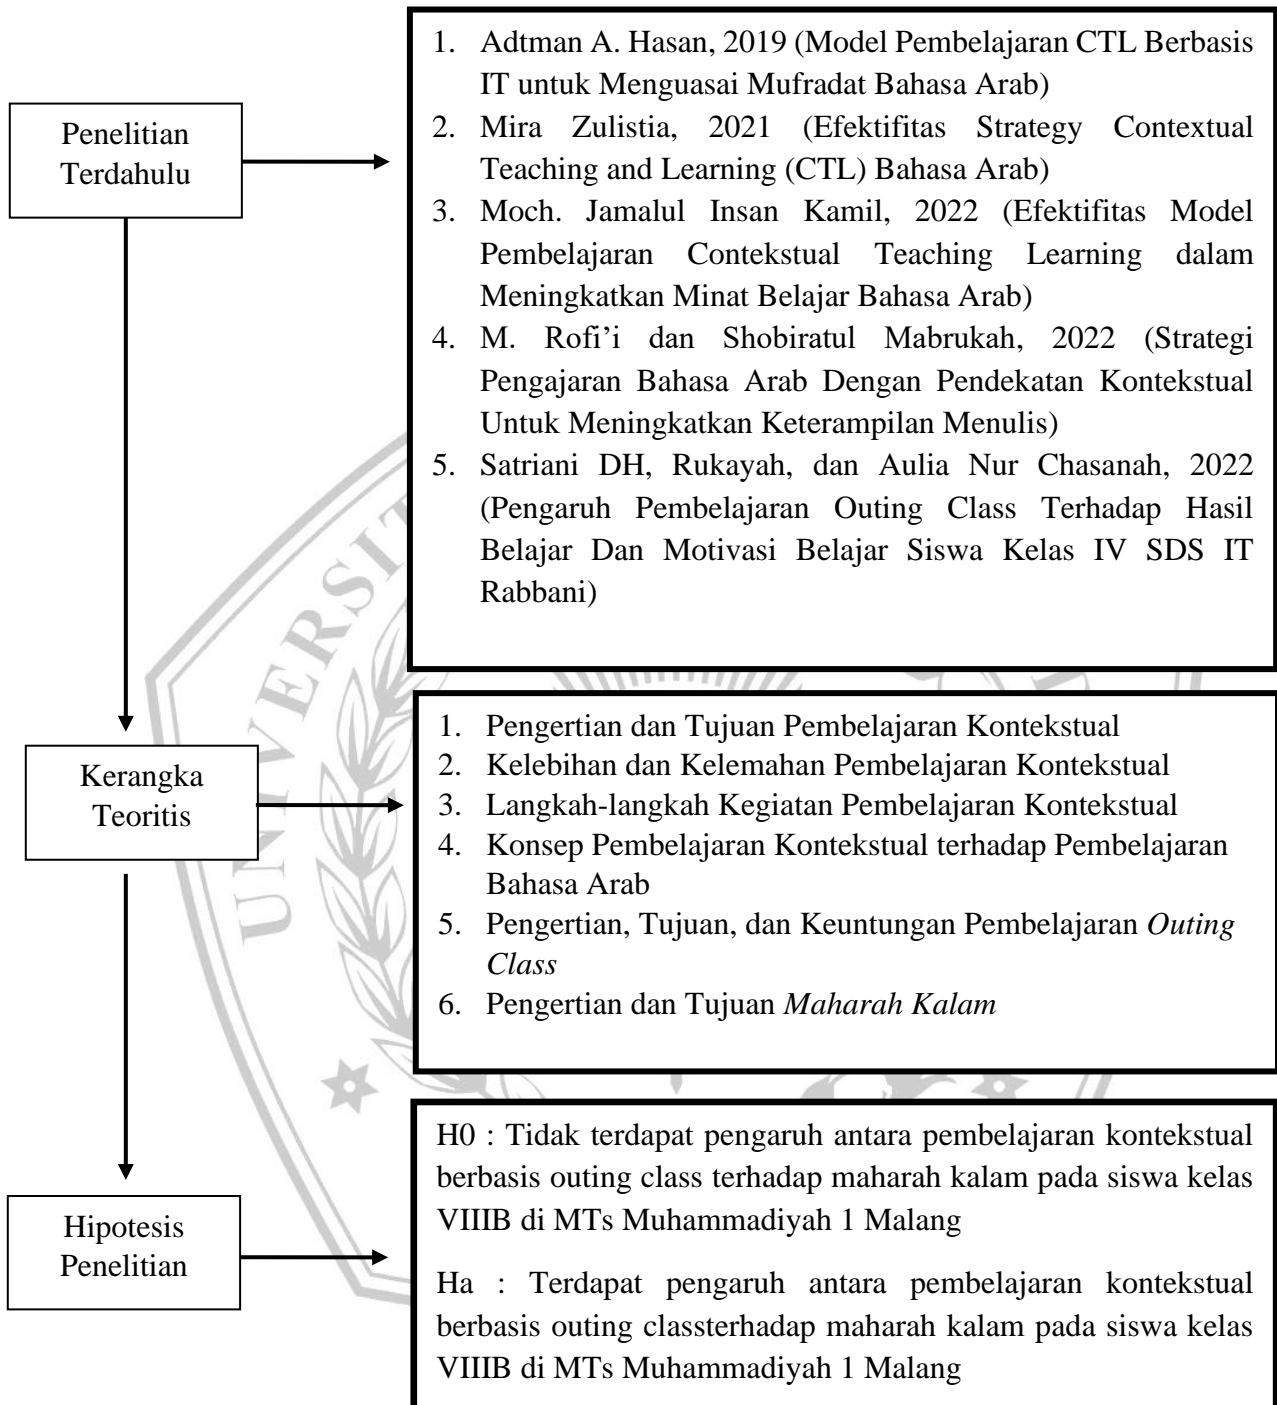 Penelitian
Terdahulu
1. Adtman A. Hasan, 2019 (Model Pembelajaran CTL Berbasis
IT untuk Menguasai Mufradat Bahasa Arab)
2. Mira Zulistia, 2021 (Efektifitas Strategy Contextual
Teaching and Learning (CTL) Bahasa Arab)
3. Moch. Jamalul Insan Kamil, 2022 (Efektifitas Model
Pembelajaran Contekstual Teaching Learning dalam
Meningkatkan Minat Belajar Bahasa Arab)
4. M. Rofi’i dan Shobiratul Mabrukah, 2022 (Strategi
Pengajaran Bahasa Arab Dengan Pendekatan Kontekstual
Untuk Meningkatkan Keterampilan Menulis)
5. Satriani DH, Rukayah, dan Aulia Nur Chasanah, 2022
(Pengaruh Pembelajaran Outing Class Terhadap Hasil
Belajar Dan Motivasi Belajar Siswa Kelas IV SDS IT
Rabbani)
Kerangka
Teoritis
1. Pengertian dan Tujuan Pembelajaran Kontekstual
2. Kelebihan dan Kelemahan Pembelajaran Kontekstual
3. Langkah-langkah Kegiatan Pembelajaran Kontekstual
4. Konsep Pembelajaran Kontekstual terhadap Pembelajaran
Bahasa Arab
5. Pengertian, Tujuan, dan Keuntungan Pembelajaran Outing
Class
6. Pengertian dan Tujuan Maharah Kalam
Hipotesis
Penelitian
H0 : Tidak terdapat pengaruh antara pembelajaran kontekstual
berbasis outing class terhadap maharah kalam pada siswa kelas
VIIIB di MTs Muhammadiyah 1 Malang
Ha : Terdapat pengaruh antara pembelajaran kontekstual
berbasis outing classterhadap maharah kalam pada siswa kelas
VIIIB di MTs Muhammadiyah 1 Malang
UNIVERSIT